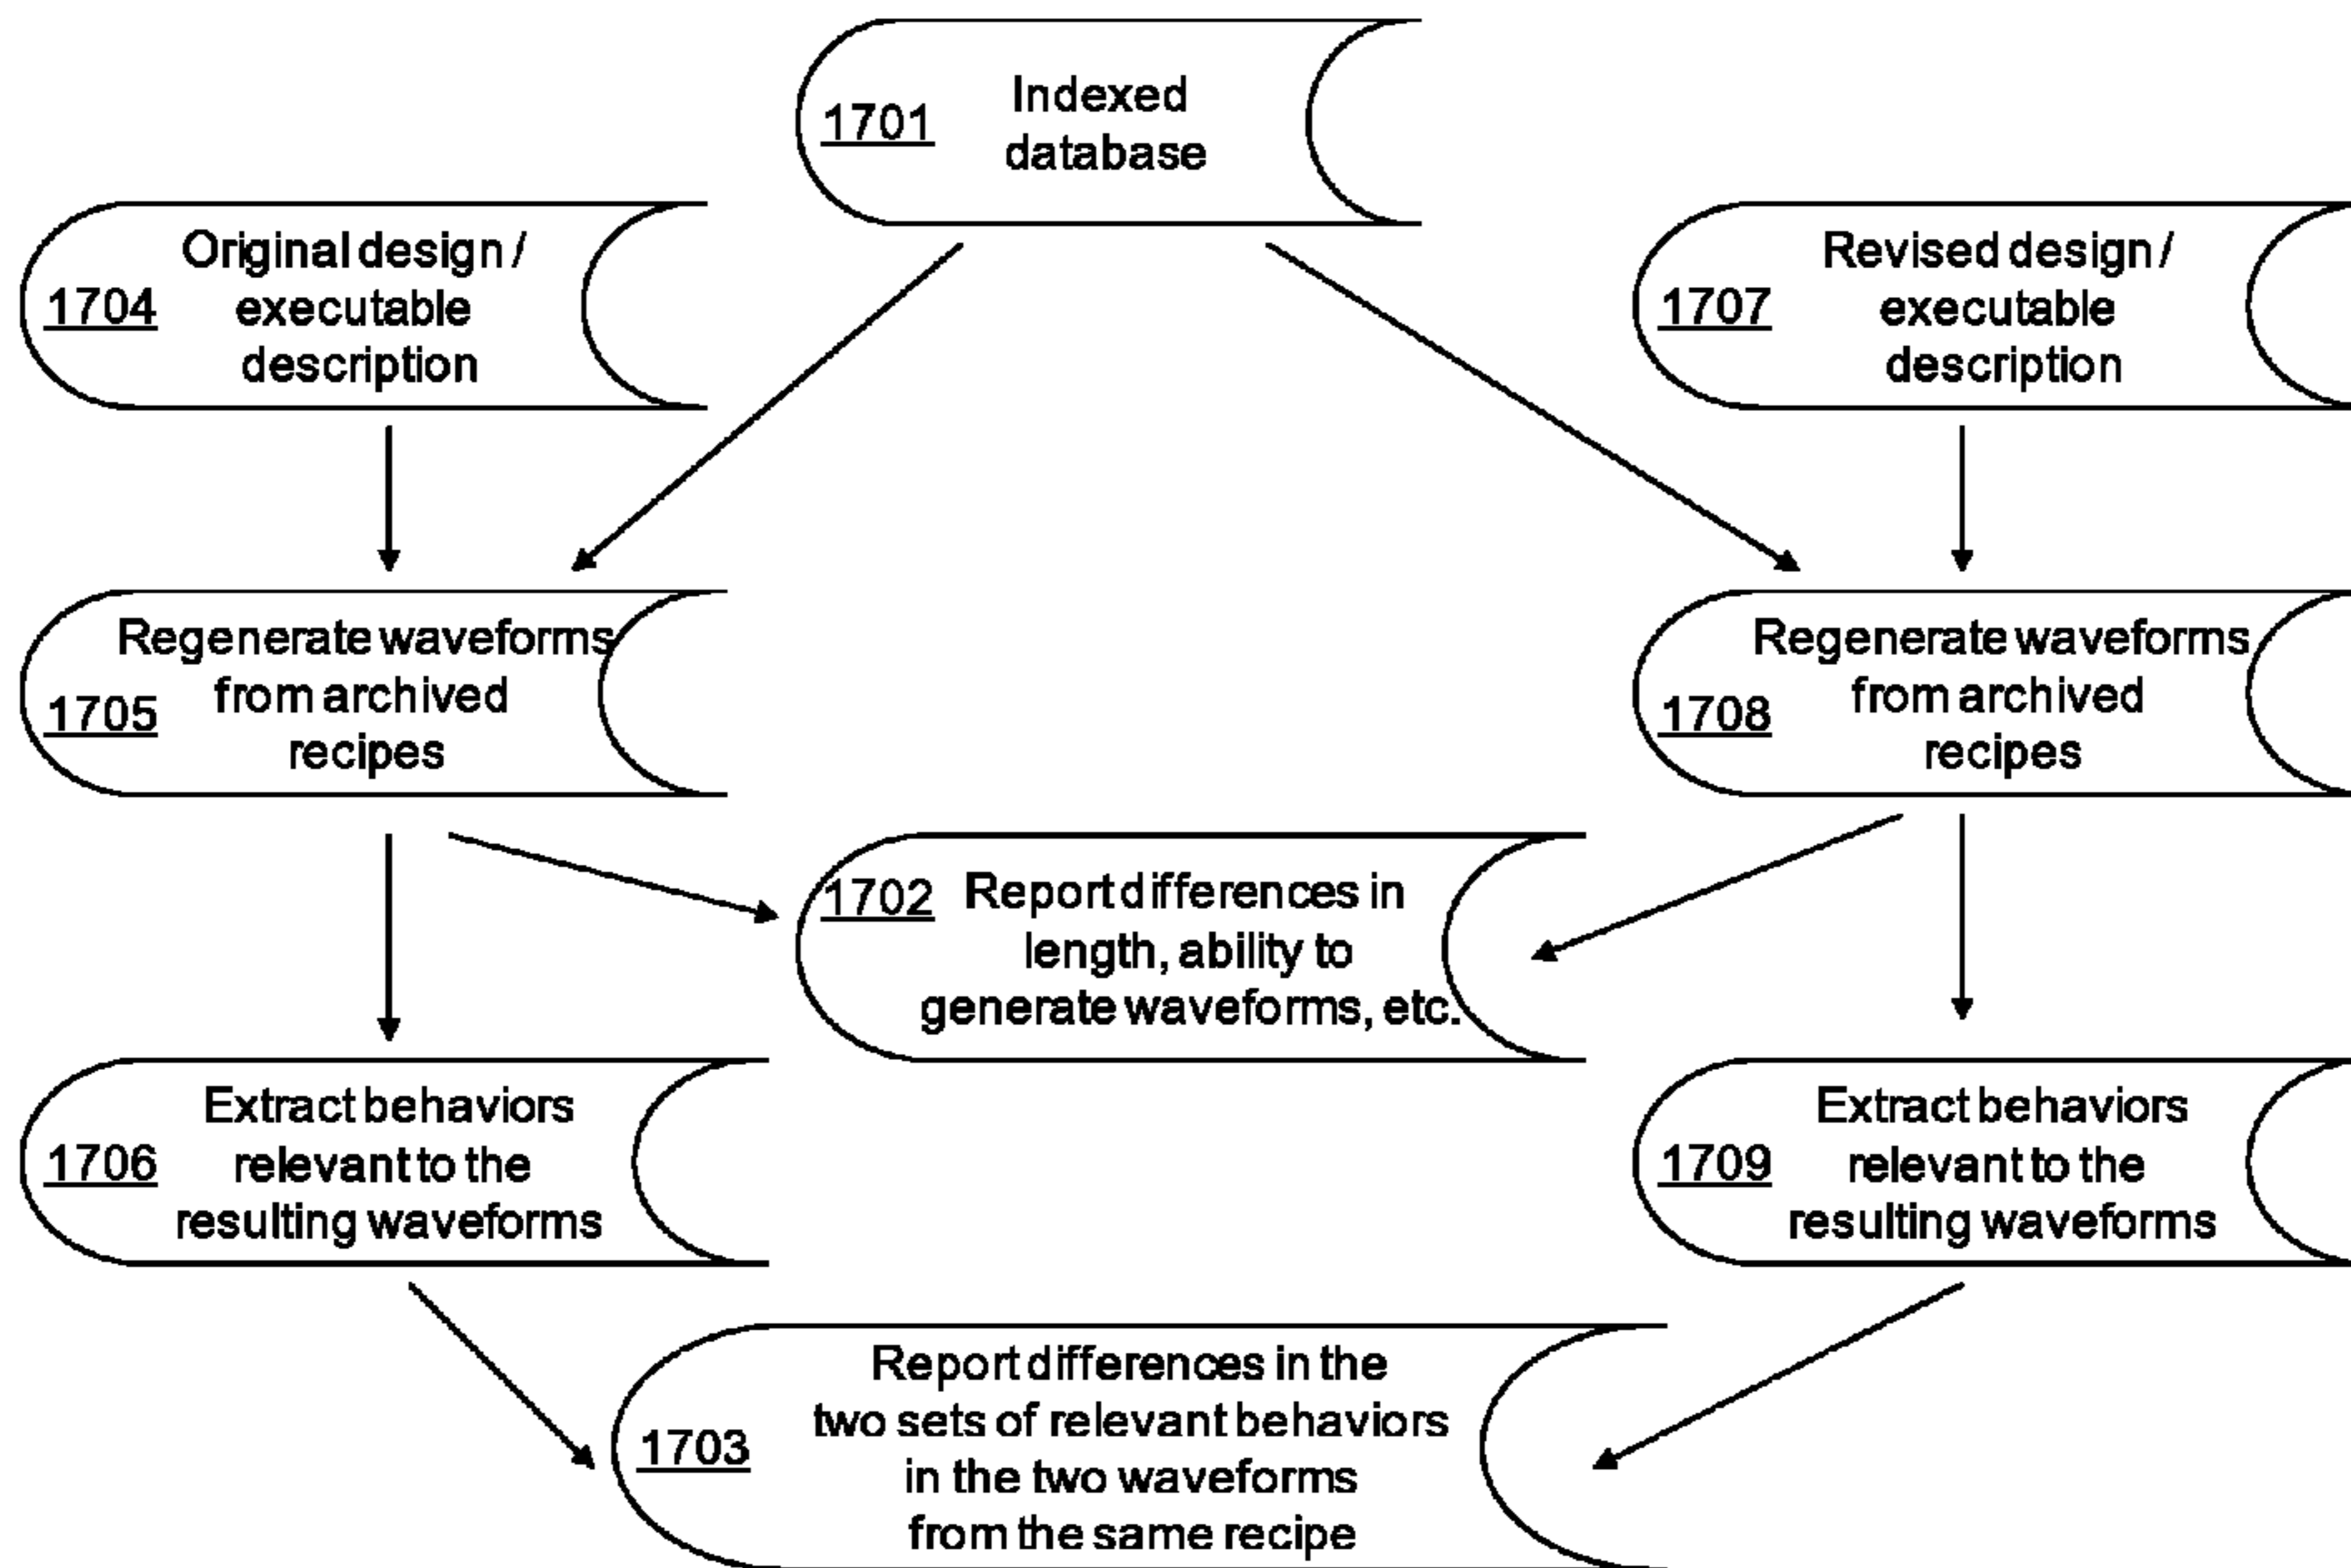 Indexed
1701
database
Original design /
1704
executable
description
Revised design /
1707
executable
description
Regenerate waveforms
from archived
1705
recipes
Regenerate waveforms
from archived
1708
recipes
1702
Report differences in
length, ability to
generate waveforms, etc.
Extract behaviors
1706
relevant to the
resulting waveforms
Extract behaviors
1709
relevant to the
resulting waveforms
Report differences in the
two sets of relevant behaviors
1703
in the two waveforms
from the same recipe